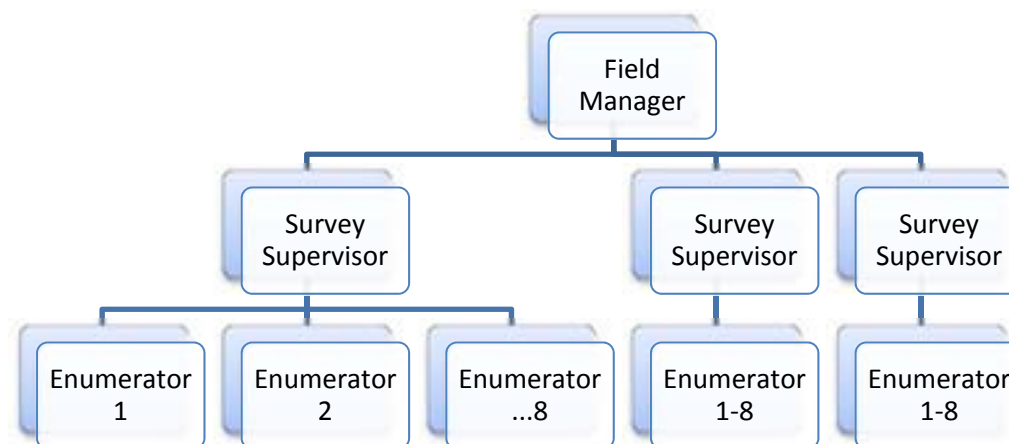 Field
Manager
Survey
Supervisor
Survey
Supervisor
Survey
Supervisor
Enumerator
1
Enumerator
2
Enumerator
...8
Enumerator
1-8
Enumerator
1-8